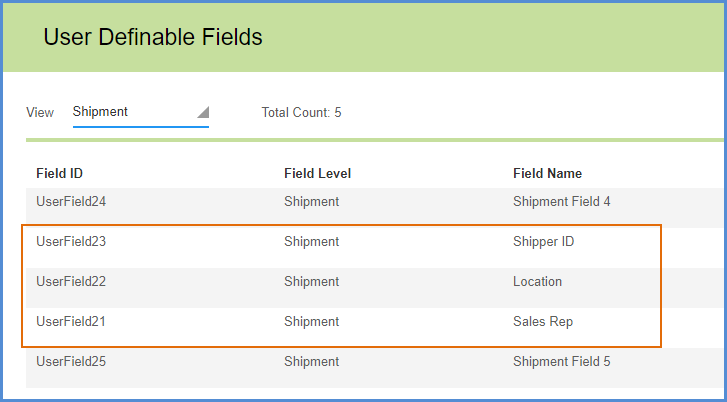 User Definable Fields
View Shipment Total Count: 5
Field ID Field Level Field Name
UserField24 Shipment Shipment Field 4
UserField23 Shipment Shipper ID
UserField22 Shipment Location
UserField21 Shipment Sales Rep
UserField25 Shipment Shipment Field 5